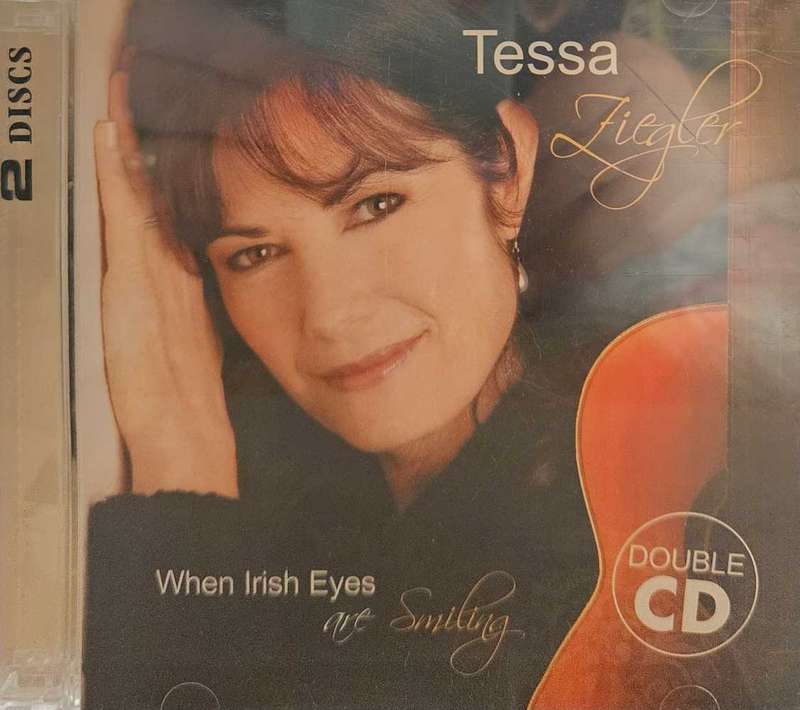 2 DISCS
Tessa
Ziegler
When Irish Eyes
are Smiling
DOUBLE
CD